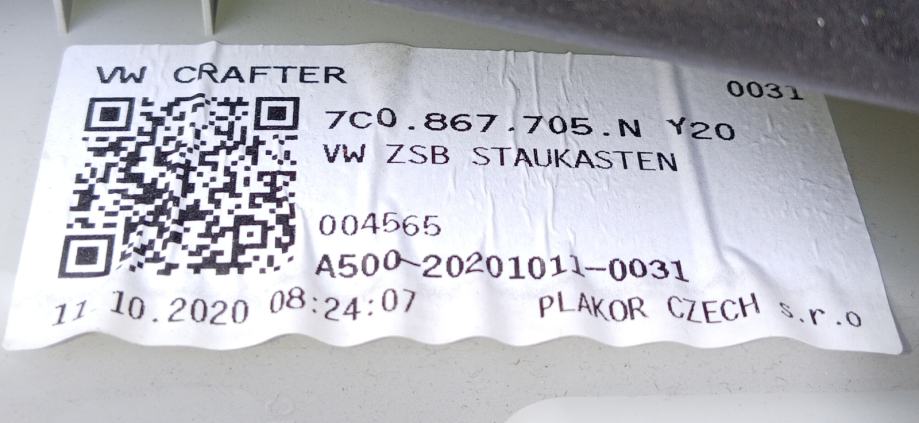 VW CRAFTER
0031
7C0.867.705.N Y20
VW ZSB STAUKASTEN
004565
A500-20201011-0031
11.10.2020 08:24:07
PLAKOR CZECH s.r.o